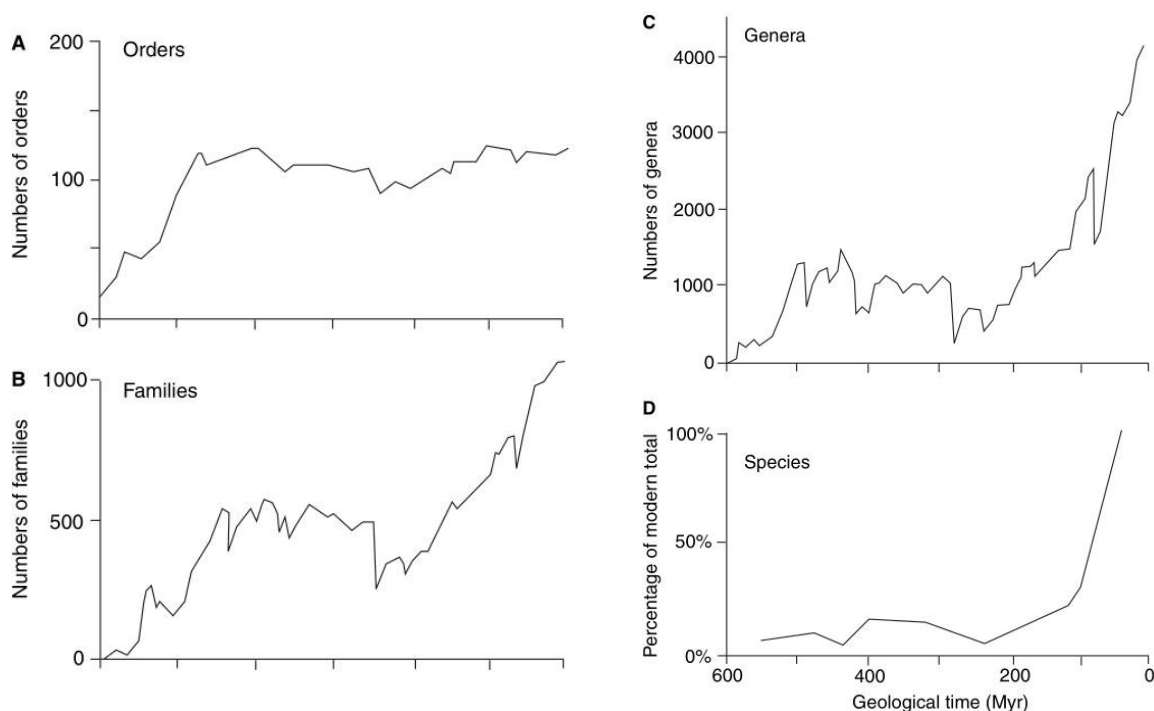 A
Orders
200
100
0
Numbers of orders
B
Families
1000
500
0
Numbers of families
C
Genera
4000
3000
2000
1000
0
Numbers of genera
D
Species
100%
50%
0%
Percentage of modern total
600
400
200
0
Geological time (Myr)